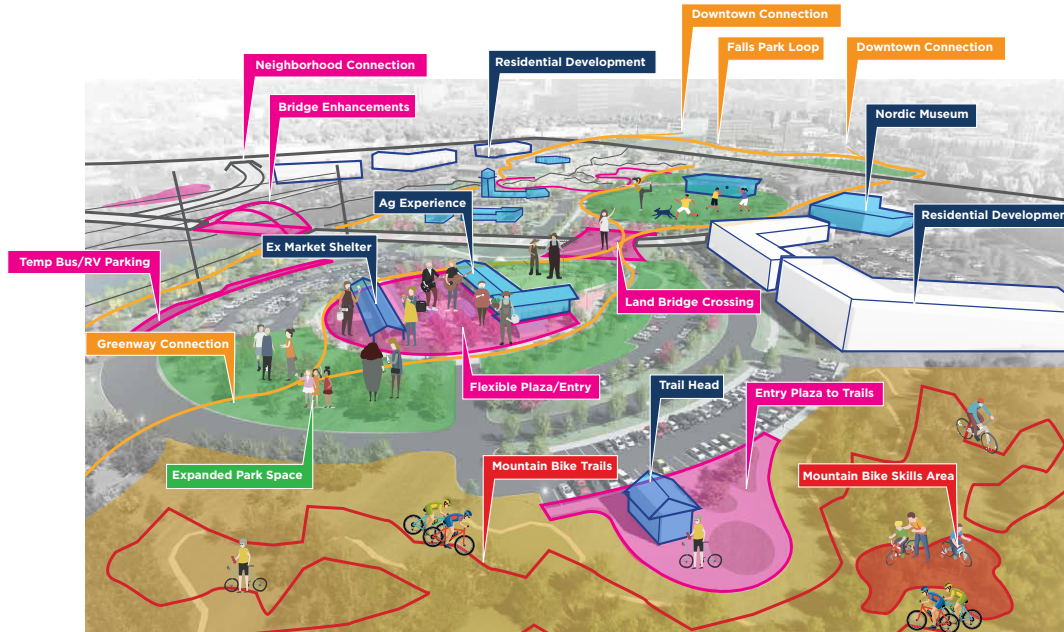 Downtown Connection
Falls Park Loop
Downtown Connection
Neighborhood Connection
Residential Development
Bridge Enhancements
Nordic Museum
Ag Experience
Residential Development
Ex Market Shelter
Temp Bus/RV Parking
Land Bridge Crossing
Greenway Connection
Flexible Plaza/Entry
Trail Head
Entry Plaza to Trails
Expanded Park Space
Mountain Bike Trails
Mountain Bike Skills Area